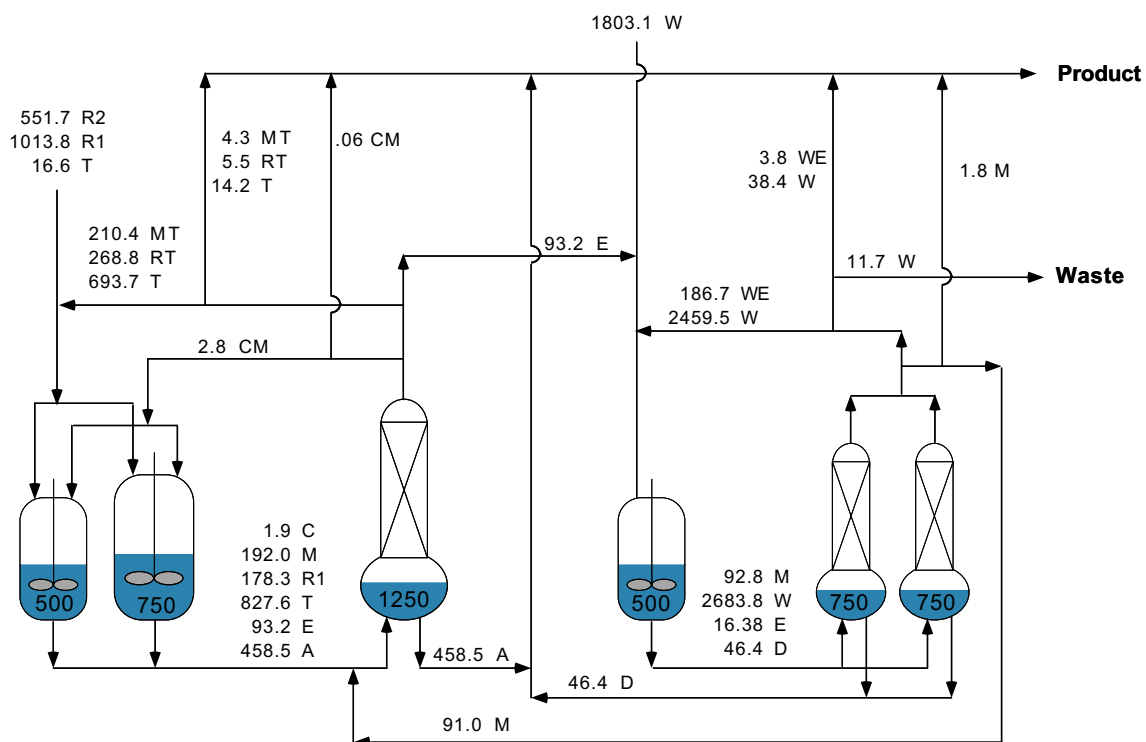 1803.1 W
Product
551.7 R2
1013.8 R1
16.6 T
4.3 MT
5.5 RT
14.2 T
.06 CM
3.8 WE
38.4 W
1.8 M
210.4 MT
268.8 RT
693.7 T
93.2 E
11.7 W
Waste
186.7 WE
2459.5 W
2.8 CM
1.9 C
192.0 M
178.3 R1
827.6 T
93.2 E
458.5 A
92.8 M
2683.8 W
16.38 E
46.4 D
500
750
1250
500
750
750
458.5 A
46.4 D
91.0 M